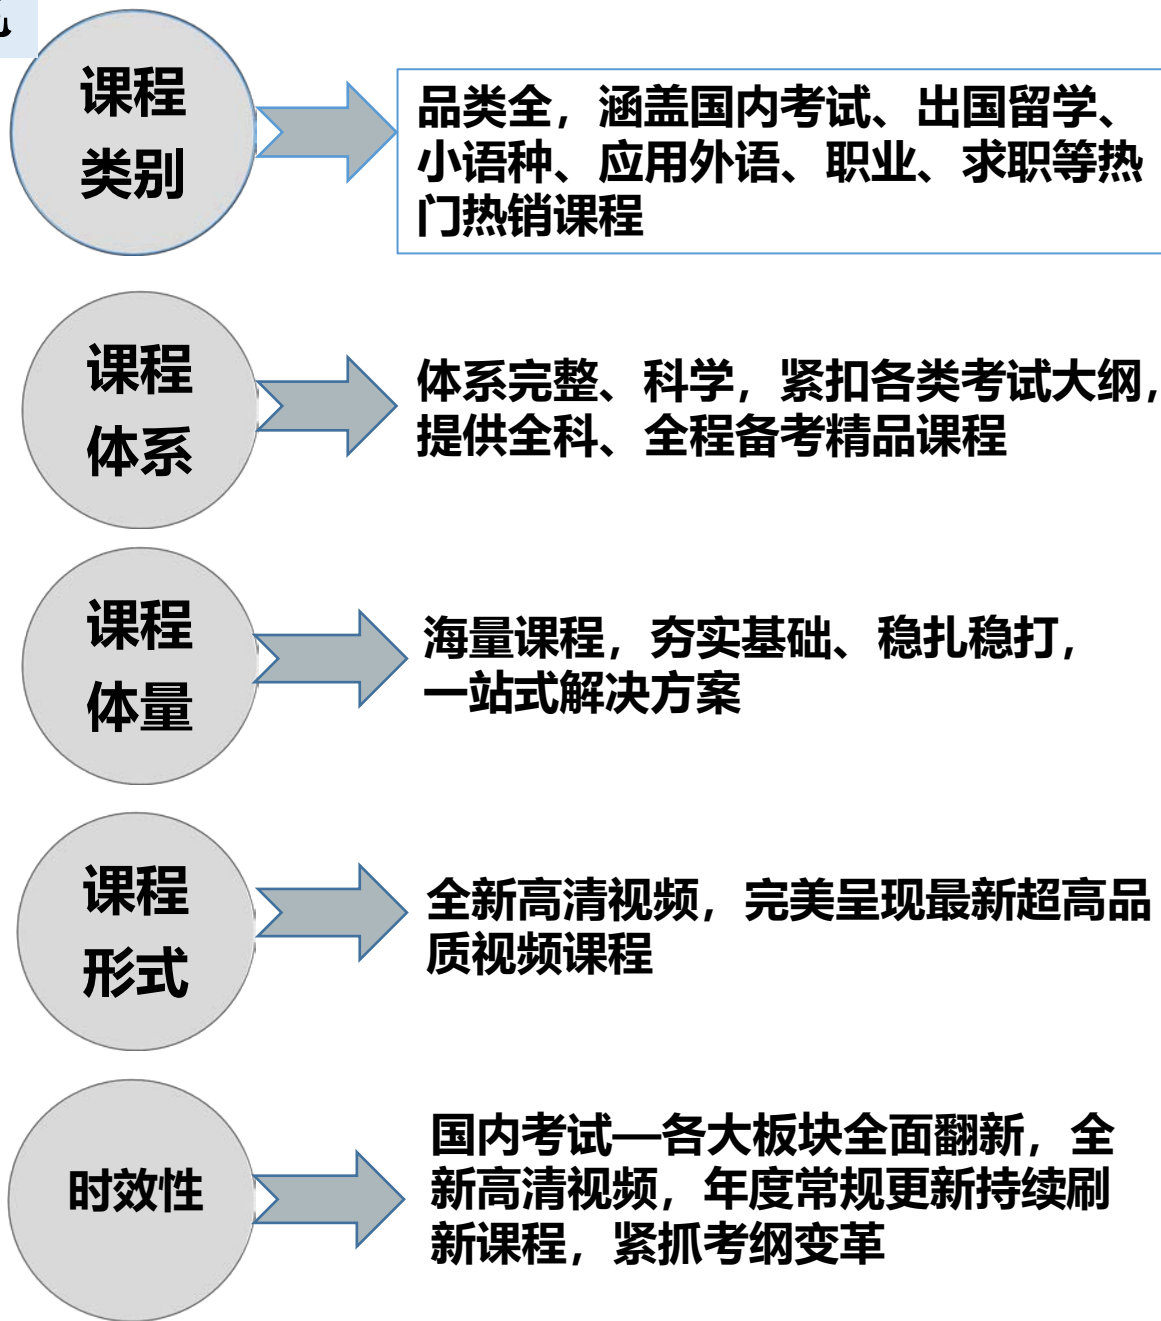 课程
类别
品类全，涵盖国内考试、出国留学、
小语种、应用外语、职业、求职等热
门热销课程
课程
体系
体系完整、科学，紧扣各类考试大纲，
提供全科、全程备考精品课程
课程
体量
海量课程，夯实基础、稳扎稳打，
一站式解决方案
课程
形式
全新高清视频，完美呈现最新超高品
质视频课程
时效性
国内考试—各大板块全面翻新，全
新高清视频，年度常规更新持续刷
新课程，紧抓考纲变革